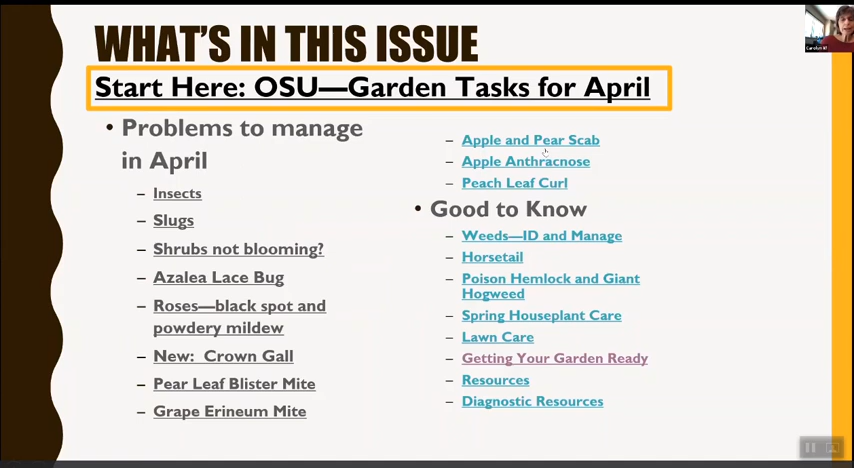 WHAT'S IN THIS ISSUE
Start Here: OSU—Garden Tasks for April
• Problems to manage
in April
– Insects
– Slugs
– Shrubs not blooming?
– Azalea Lace Bug
– Roses—black spot and
powdery mildew
– New: Crown Gall
– Pear Leaf Blister Mite
– Grape Erineum Mite
– Apple and Pear Scab
– Apple Anthracnose
– Peach Leaf Curl
• Good to Know
– Weeds—ID and Manage
– Horsetail
– Poison Hemlock and Giant
Hogweed
– Spring Houseplant Care
– Lawn Care
– Getting Your Garden Ready
– Resources
– Diagnostic Resources